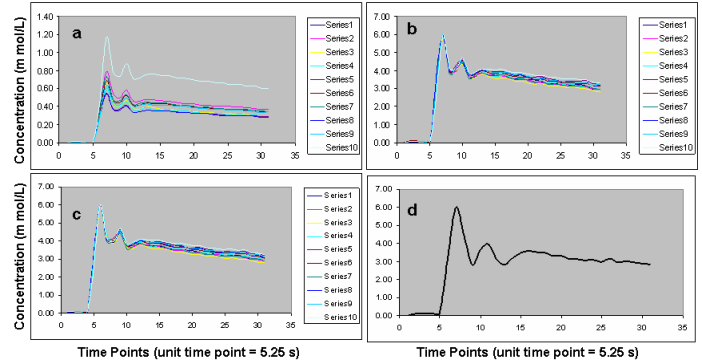 Concentration (m mol/L)
1.40
1.20
1.00
0.80
0.60
0.40
0.20
0.00
0 5 10 15 20 25 30 35
a
Series1
Series2
Series3
Series4
Series5
Series6
Series7
Series8
Series9
Series10
7.00
6.00
5.00
4.00
3.00
2.00
1.00
0.00
0 5 10 15 20 25 30 35
b
Series1
Series2
Series3
Series4
Series5
Series6
Series7
Series8
Series9
Series10
Concentration (m mol/L)
7.00
6.00
5.00
4.00
3.00
2.00
1.00
0.00
0 5 10 15 20 25 30 35
c
Series1
Series2
Series3
Series4
Series5
Series6
Series7
Series8
Series9
Series10
7.00
6.00
5.00
4.00
3.00
2.00
1.00
0.00
0 5 10 15 20 25 30 35
d
Time Points (unit time point = 5.25 s)
Time Points (unit time point = 5.25 s)